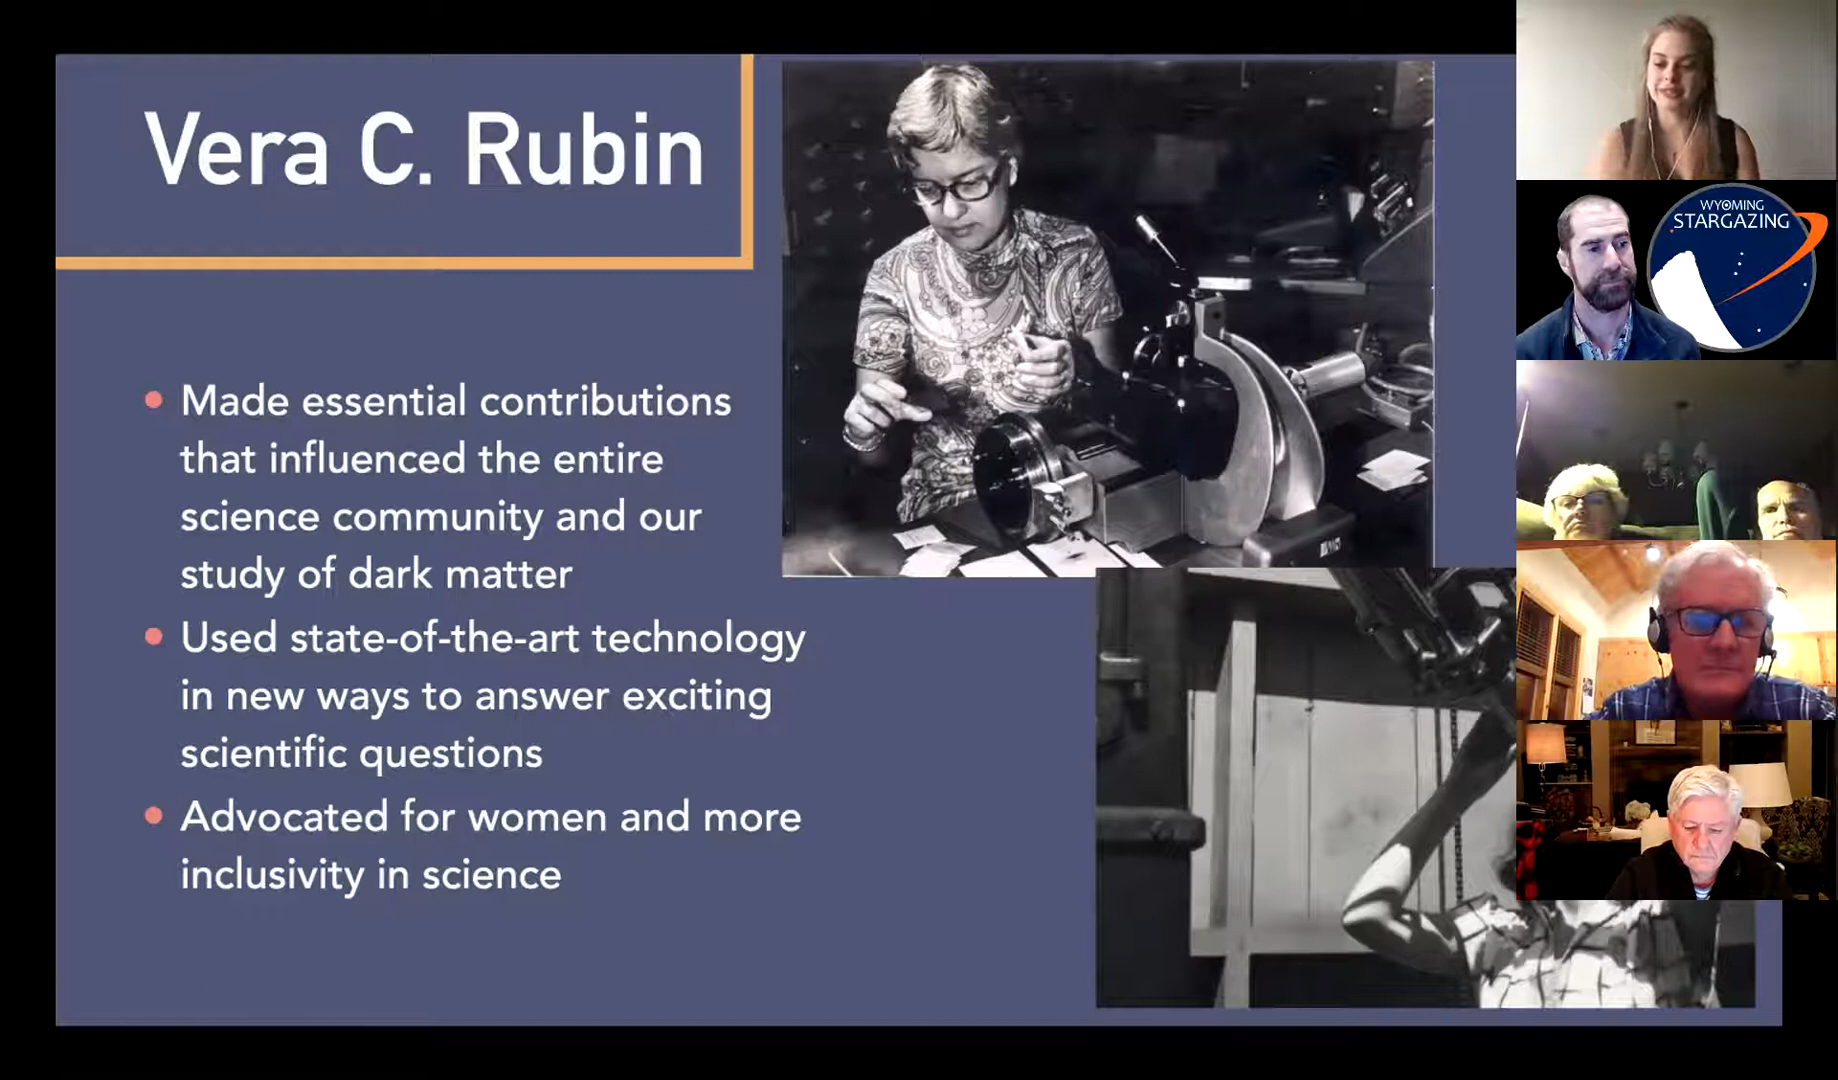 Vera C. Rubin
Made essential contributions
that influenced the entire
science community and our
study of dark matter
Used state-of-the-art technology
in new ways to answer exciting
scientific questions
Advocated for women and more
inclusivity in science
WYOMING
STARGAZING